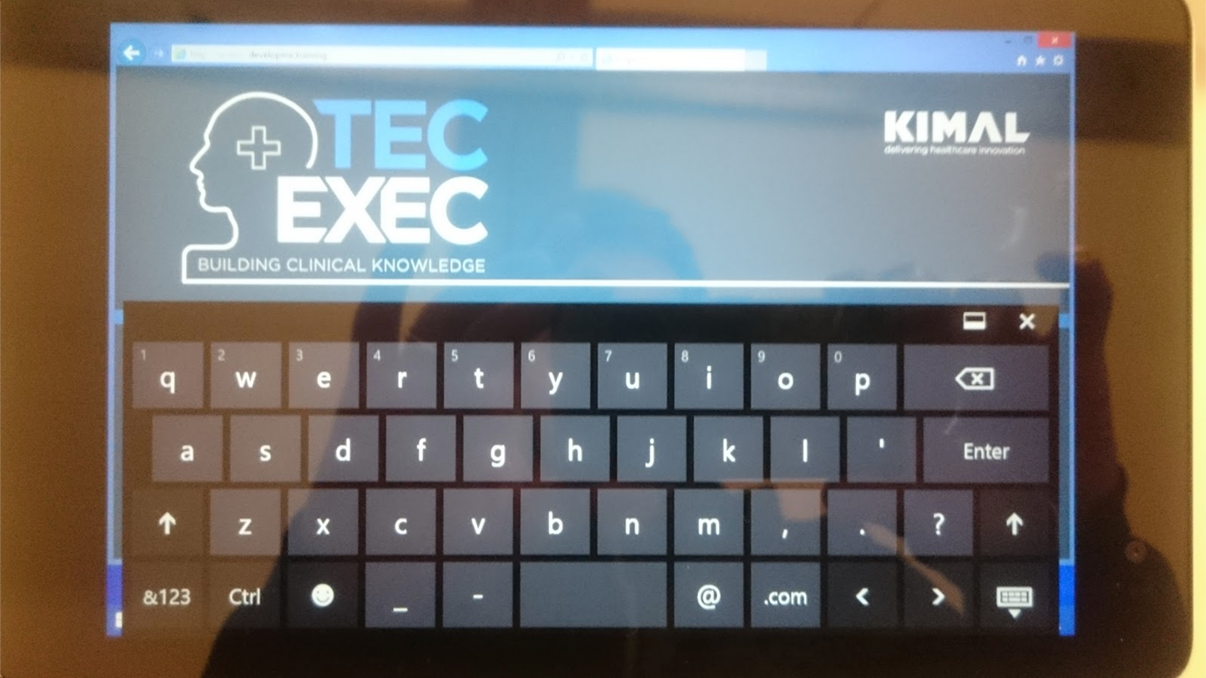 TEC
EXEC
BUILDING CLINICAL KNOWLEDGE
KIMAL
delivering healthcare innovation
1 q 2 w 3 e 4 r 5 t 6 y 7 u 8 i 9 o 0 p
a s d f g h j k l ' Enter
z x c v b n m , . ?
&123 Ctrl _ - @ .com < >